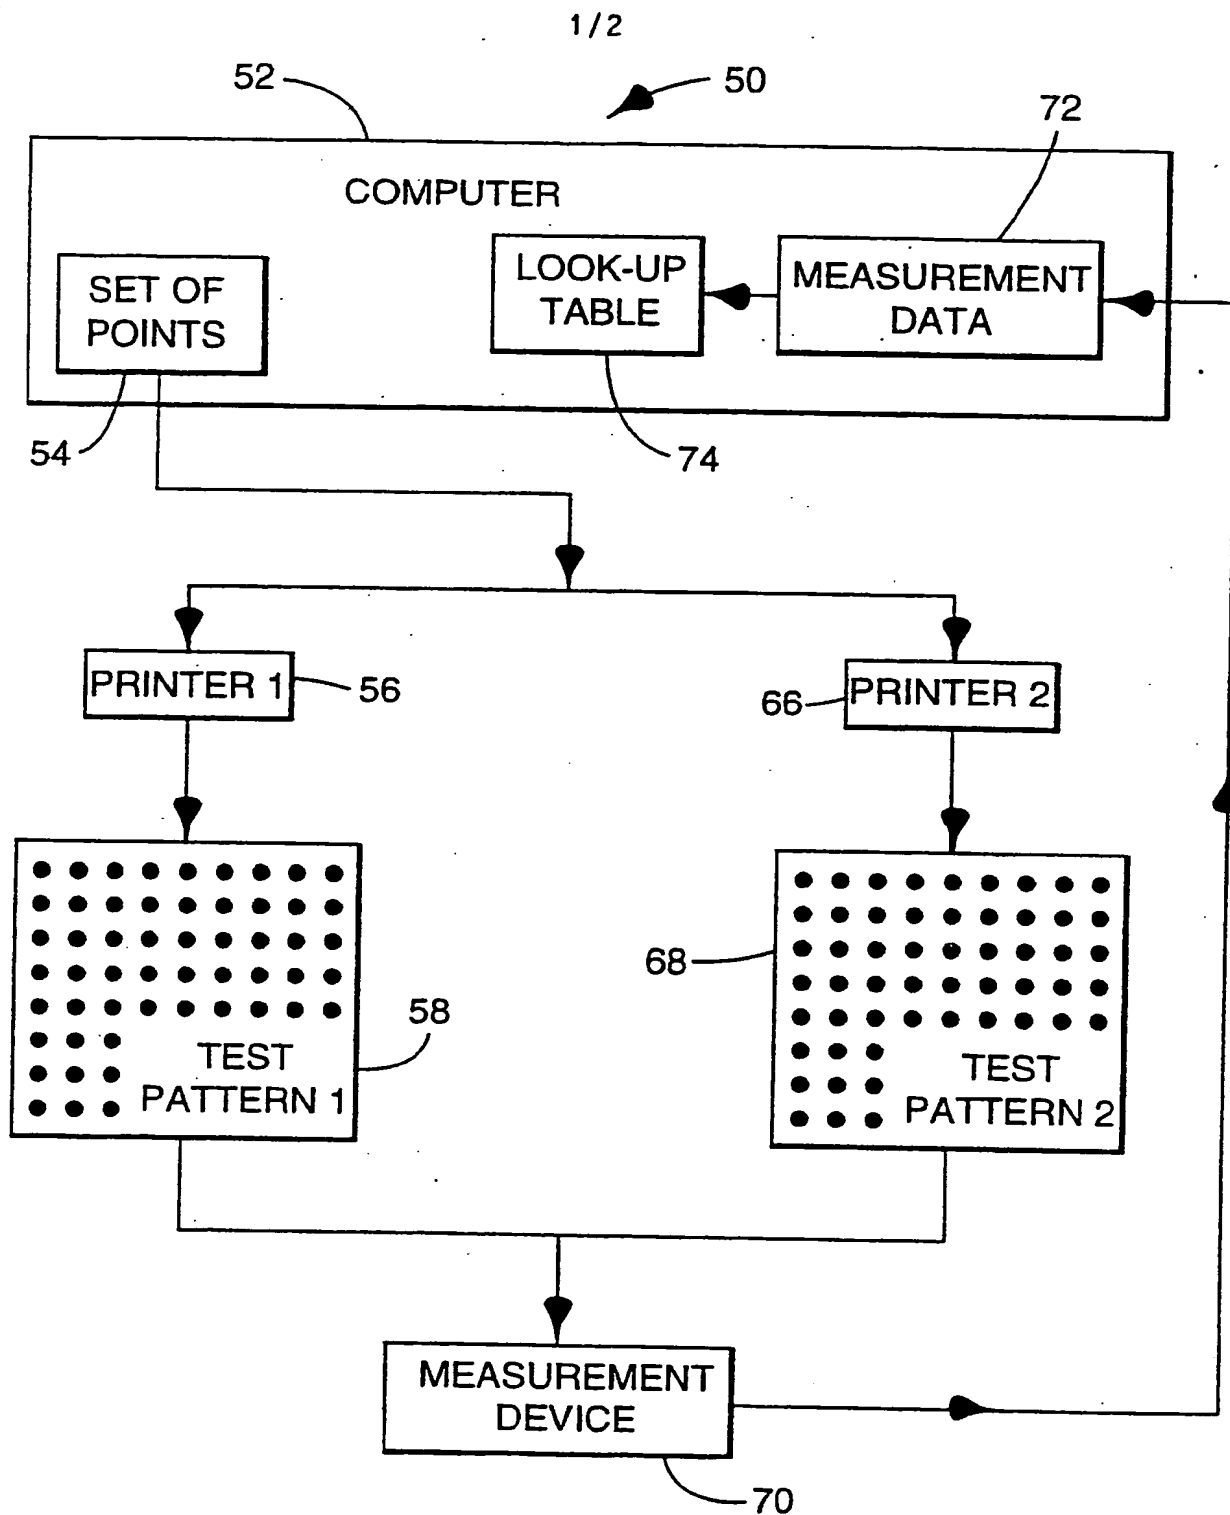 1/2
52
50
72
COMPUTER
SET OF
POINTS
LOOK-UP
TABLE
MEASUREMENT
DATA
54
74
PRINTER 1
56
66
PRINTER 2
58
68
TEST
PATTERN 1
TEST
PATTERN 2
MEASUREMENT
DEVICE
70